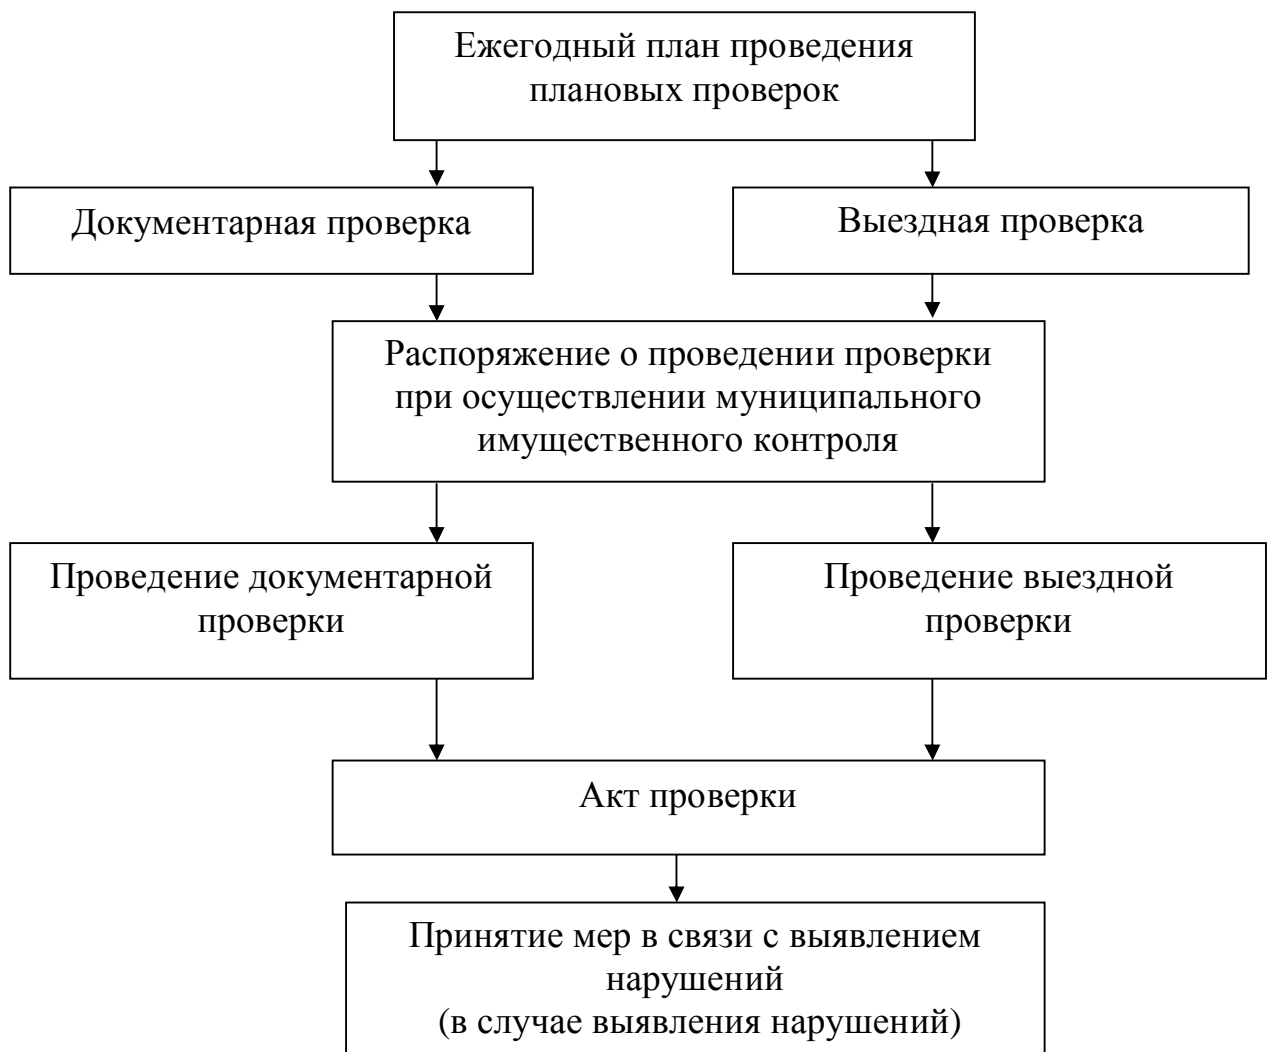 Ежегодный план проведения
плановых проверок
Документарная проверка
Выездная проверка
Распоряжение о проведении проверки
при осуществлении муниципального
имущественного контроля
Проведение документарной
проверки
Проведение выездной
проверки
Акт проверки
Принятие мер в связи с выявлением
нарушений
(в случае выявления нарушений)